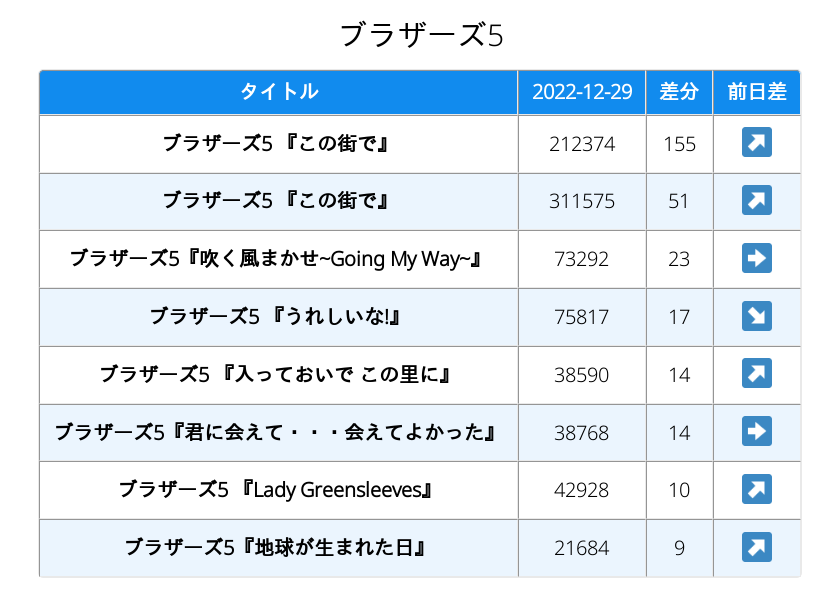 ブラザーズ5
タイトル 2022-12-29 差分 前日差
ブラザーズ5 『この街で』 212374 155 ↗
ブラザーズ5 『この街で』 311575 51 ↗
ブラザーズ5『吹く風まかせ~Going My Way~』 73292 23 ➡
ブラザーズ5 『うれしいな!』 75817 17 ↘
ブラザーズ5 『入っておいで この里に』 38590 14 ↗
ブラザーズ5『君に会えて・・・会えてよかった』 38768 14 ➡
ブラザーズ5 『Lady Greensleeves』 42928 10 ↗
ブラザーズ5『地球が生まれた日』 21684 9 ↗